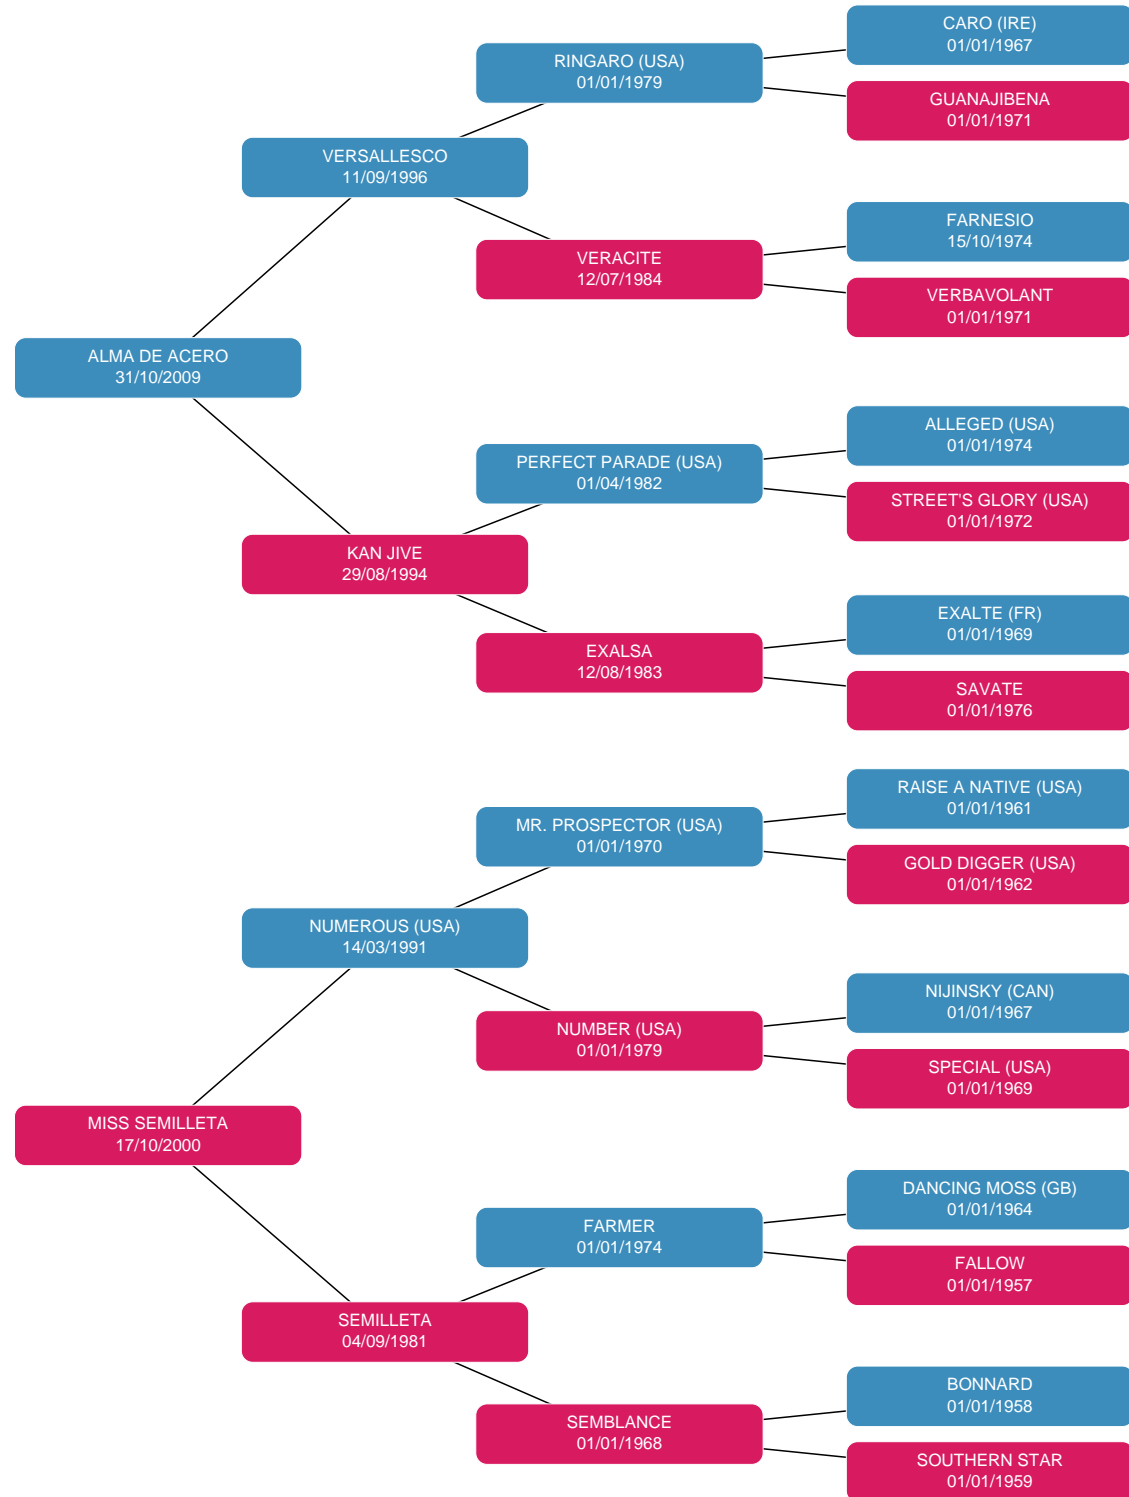 CARO (IRE)
01/01/1967
RINGARO (USA)
01/01/1979
GUANAJIBENA
01/01/1971
VERSALLESCO
11/09/1996
FARNESIO
15/10/1974
VERACITE
12/07/1984
VERBAVOLANT
01/01/1971
ALMA DE ACERO
31/10/2009
ALLEGED (USA)
01/01/1974
PERFECT PARADE (USA)
01/04/1982
STREET'S GLORY (USA)
01/01/1972
KAN JIVE
29/08/1994
EXALTE (FR)
01/01/1969
EXALSA
12/08/1983
SAVATE
01/01/1976
RAISE A NATIVE (USA)
01/01/1961
MR. PROSPECTOR (USA)
01/01/1970
GOLD DIGGER (USA)
01/01/1962
NUMEROUS (USA)
14/03/1991
NIJINSKY (CAN)
01/01/1967
NUMBER (USA)
01/01/1979
SPECIAL (USA)
01/01/1969
MISS SEMILLETA
17/10/2000
DANCING MOSS (GB)
01/01/1964
FARMER
01/01/1974
FALLOW
01/01/1957
SEMILLETA
04/09/1981
BONNARD
01/01/1958
SEMBLANCE
01/01/1968
SOUTHERN STAR
01/01/1959